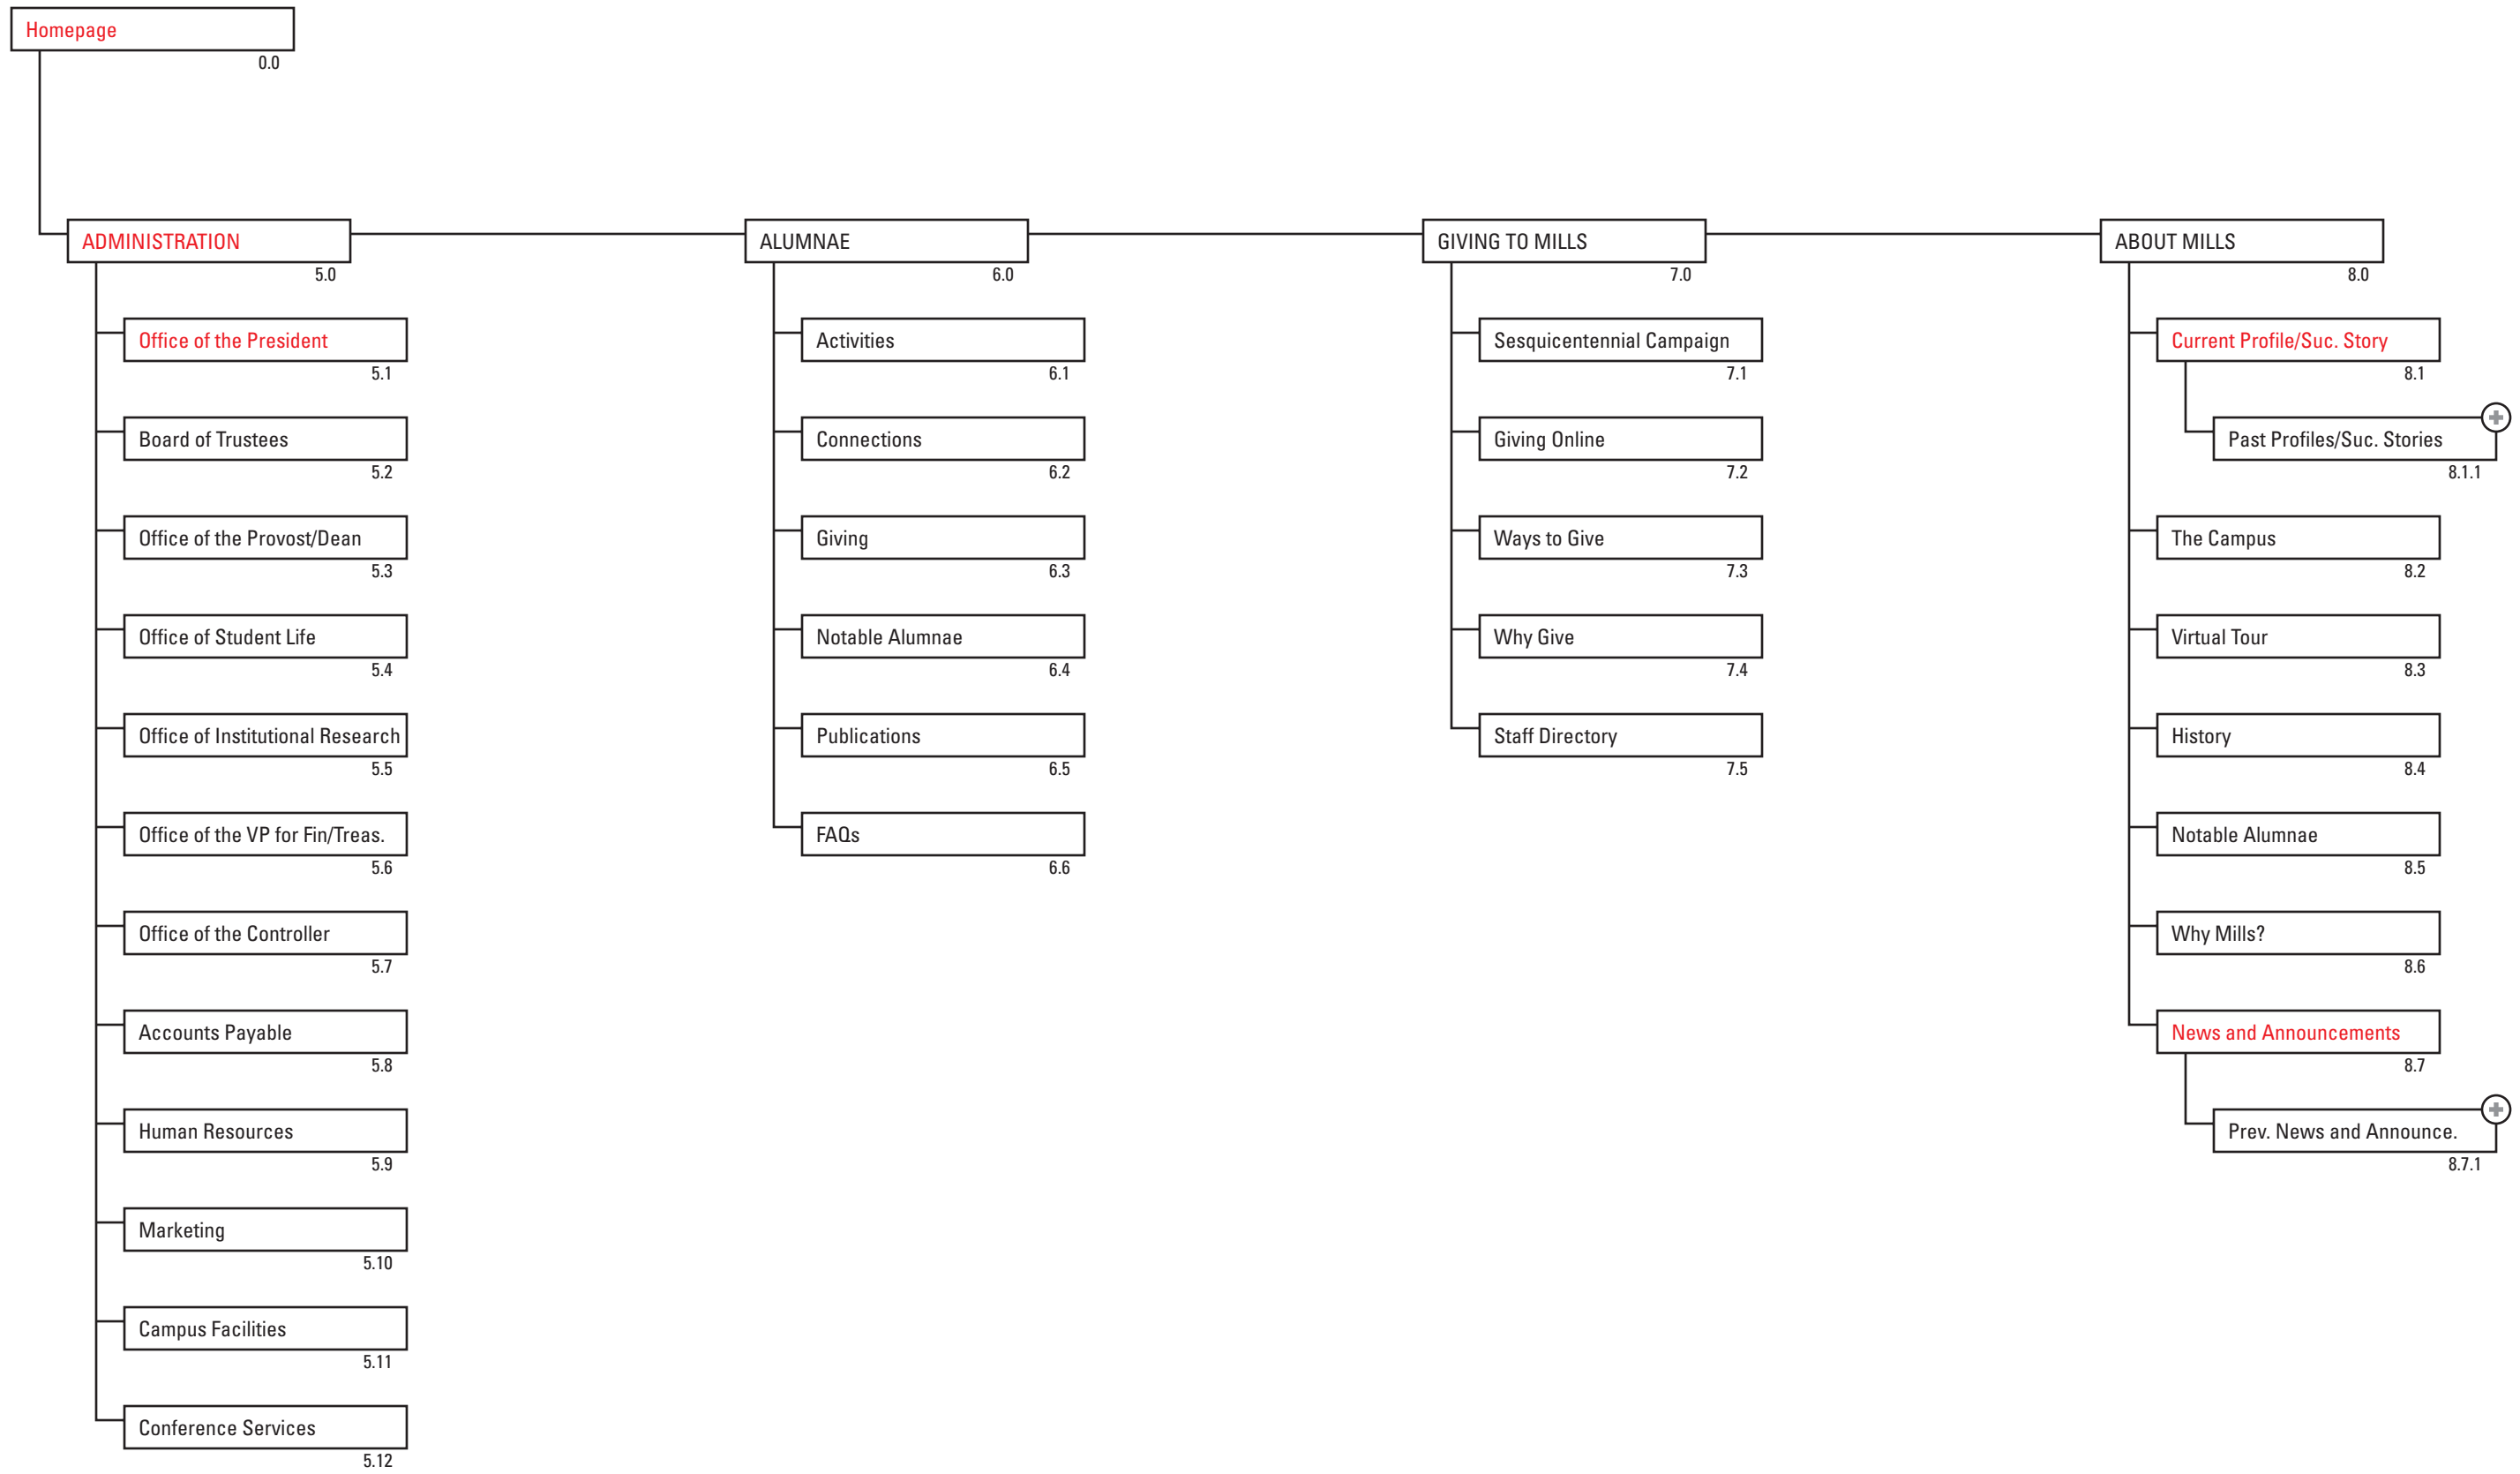 Homepage
0.0
ADMINISTRATION
5.0
Office of the President
5.1
Board of Trustees
5.2
Office of the Provost/Dean
5.3
Office of Student Life
5.4
Office of Institutional Research
5.5
Office of the VP for Fin/Treas.
5.6
Office of the Controller
5.7
Accounts Payable
5.8
Human Resources
5.9
Marketing
5.10
Campus Facilities
5.11
Conference Services
5.12
ALUMNAE
6.0
Activities
6.1
Connections
6.2
Giving
6.3
Notable Alumnae
6.4
Publications
6.5
FAQs
6.6
GIVING TO MILLS
7.0
Sesquicentennial Campaign
7.1
Giving Online
7.2
Ways to Give
7.3
Why Give
7.4
Staff Directory
7.5
ABOUT MILLS
8.0
Current Profile/Suc. Story
8.1
Past Profiles/Suc. Stories
8.1.1
The Campus
8.2
Virtual Tour
8.3
History
8.4
Notable Alumnae
8.5
Why Mills?
8.6
News and Announcements
8.7
Prev. News and Announce.
8.7.1